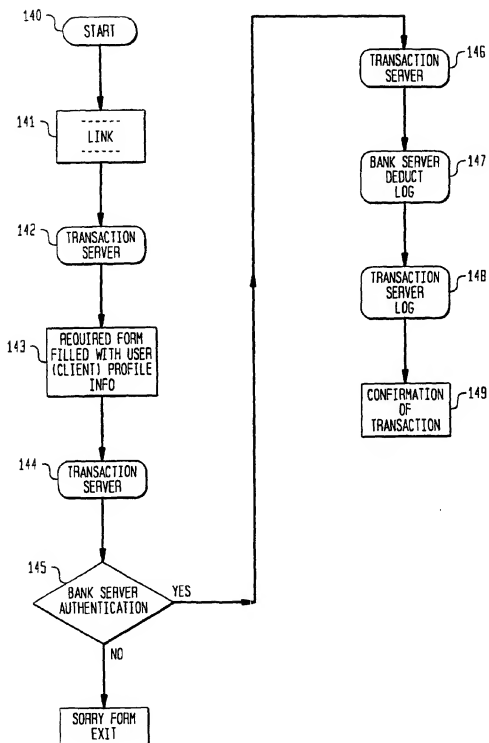 140
START
141
LINK
142
TRANSACTION
SERVER
143
REQUIRED FORM
FILLED WITH USER
(CLIENT) PROFILE
INFO
144
TRANSACTION
SERVER
145
BANK SERVER
AUTHENTICATION
YES
NO
SORRY FORM
EXIT
146
TRANSACTION
SERVER
147
BANK SERVER
DEDUCT
LOG
148
TRANSACTION
SERVER
LOG
149
CONFIRMATION
OF
TRANSACTION